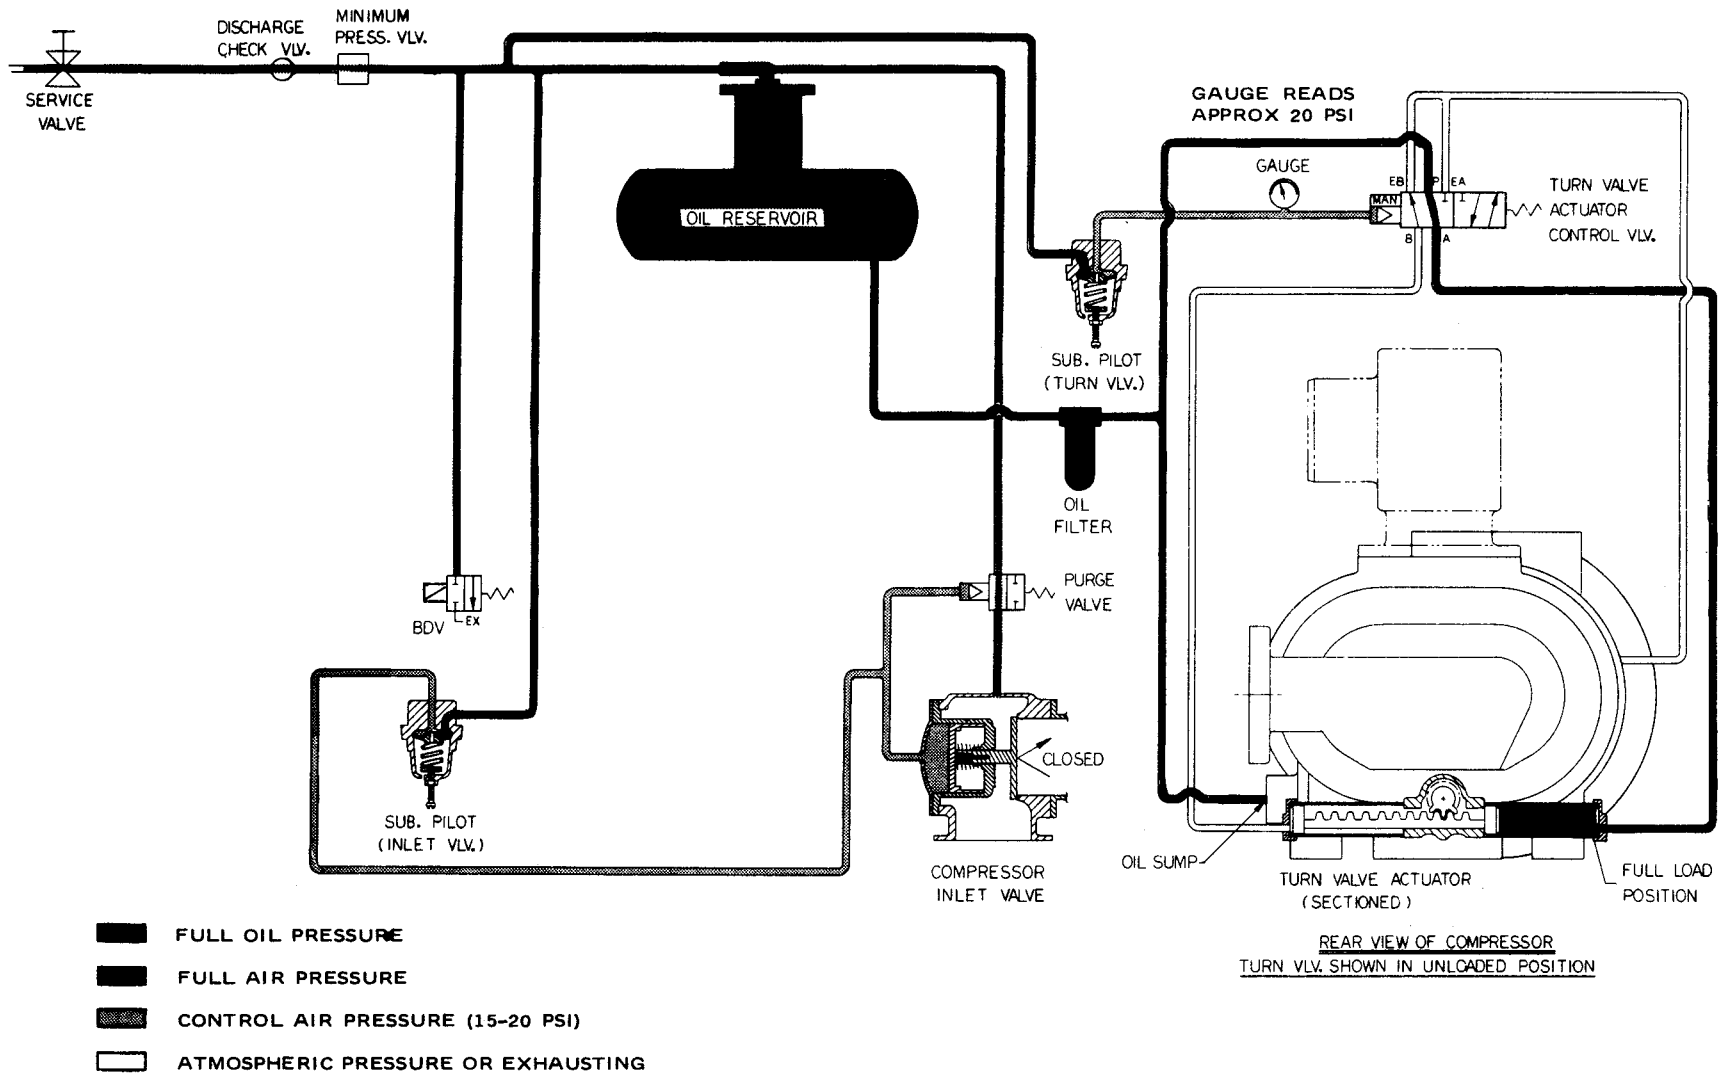 DISCHARGE
CHECK VLV.
MINIMUM
PRESS. VLV.
SERVICE
VALVE
OIL RESERVOIR
GAUGE READS
APPROX 20 PSI
GAUGE
EB
P
EA
MAN
B
A
TURN VALVE
ACTUATOR
CONTROL VLV.
SUB. PILOT
(TURN VLV.)
OIL
FILTER
PURGE
VALVE
BDV
EX
SUB. PILOT
(INLET VLV.)
CLOSED
COMPRESSOR
INLET VALVE
OIL SUMP
TURN VALVE ACTUATOR
(SECTIONED)
FULL LOAD
POSITION
REAR VIEW OF COMPRESSOR
TURN VLV. SHOWN IN UNLOADED POSITION
FULL OIL PRESSURE
FULL AIR PRESSURE
CONTROL AIR PRESSURE (15-20 PSI)
ATMOSPHERIC PRESSURE OR EXHAUSTING